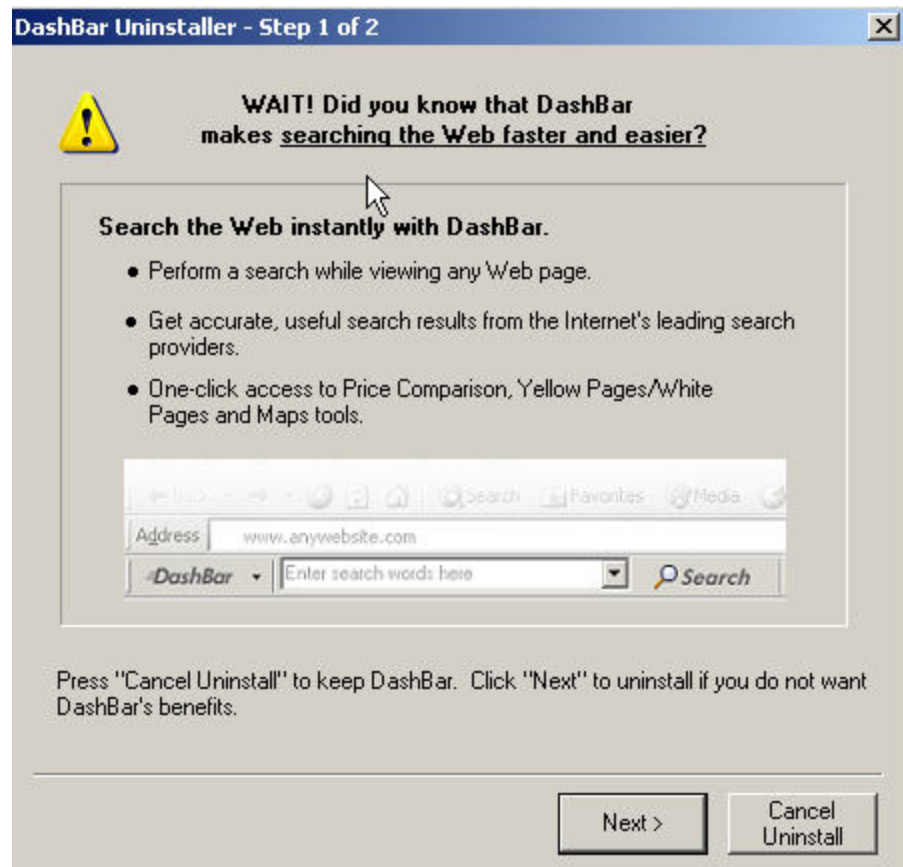 DashBar Uninstaller - Step 1 of 2
WAIT! Did you know that DashBar
makes searching the Web faster and easier?
Search the Web instantly with DashBar.
● Perform a search while viewing any Web page.
● Get accurate, useful search results from the Internet's leading search
providers.
● One-click access to Price Comparison, Yellow Pages/White
Pages and Maps tools.
Back Search Favorites Media
Address www.anywebsite.com
DashBar Enter search words here Search
Press "Cancel Uninstall" to keep DashBar. Click "Next" to uninstall if you do not want
DashBar's benefits.
Next >
Cancel
Uninstall